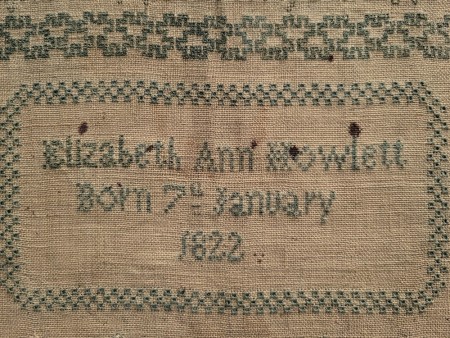 Elizabeth Ann Howlett
Born 7th January
1822